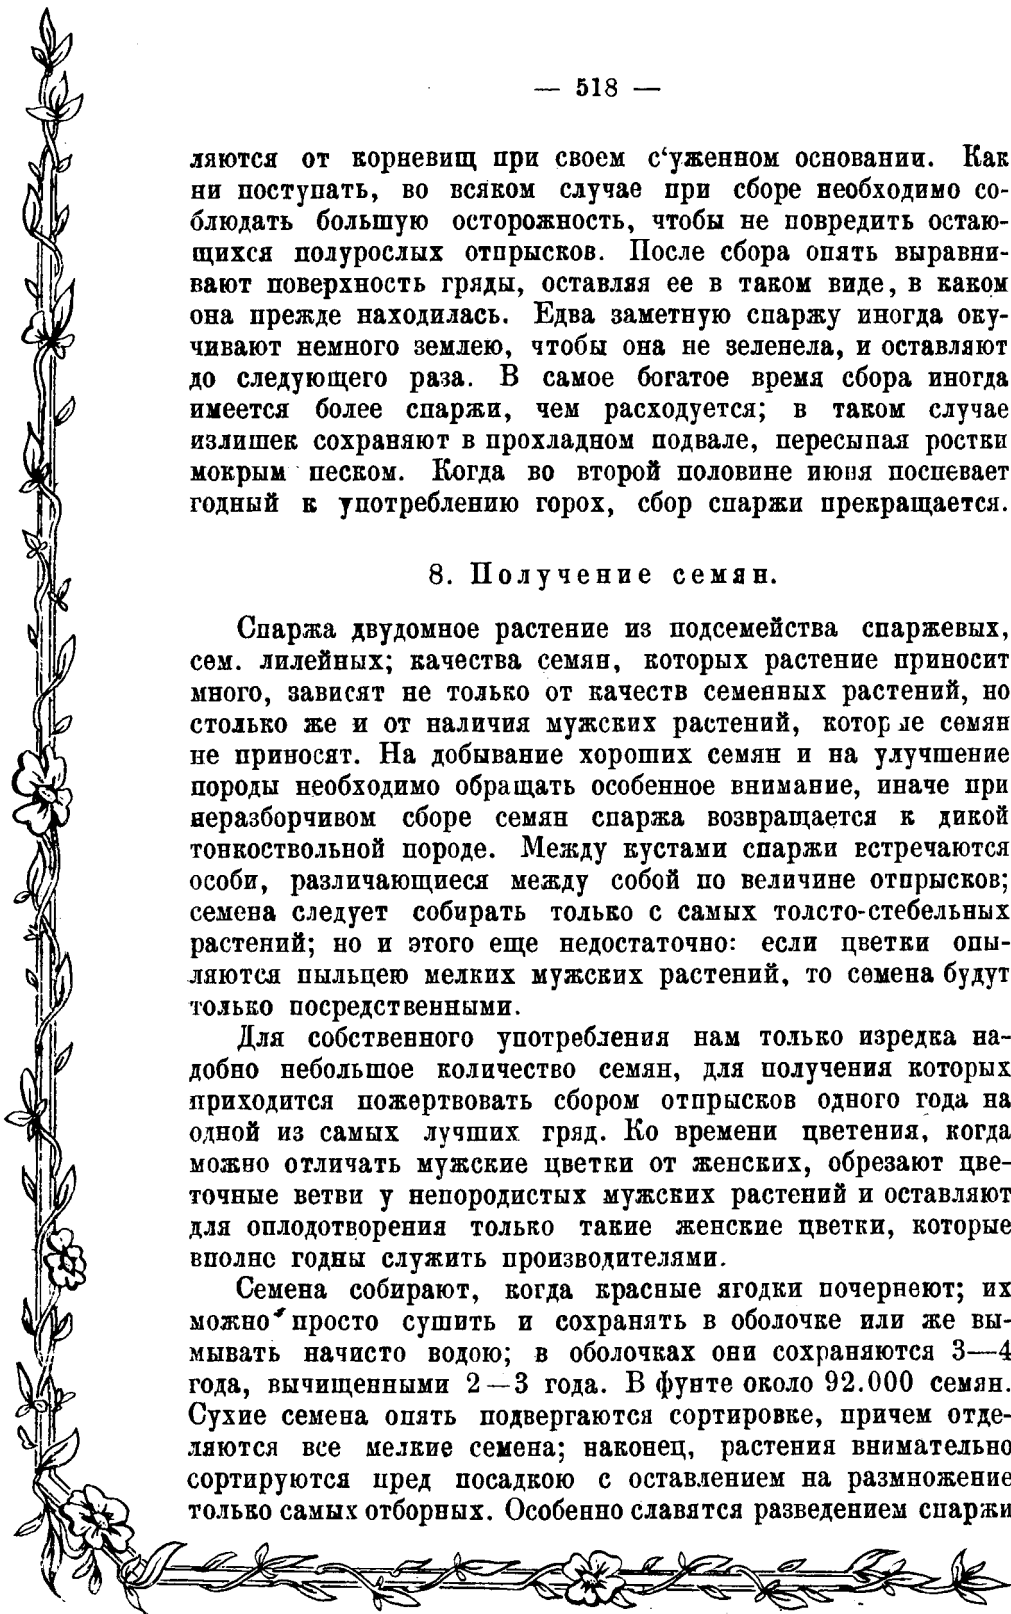 — 518 —
ляются от корневищ при своем с‘уженном основании. Как
ни поступать, во всяком случае при сборе необходимо со-
блюдать большую осторожность, чтобы не повредить остаю-
щихся полурослых отпрысков. После сбора опять выравни-
вают поверхность гряды, оставляя ее в таком виде, в каком
она прежде находилась. Едва заметную спаржу иногда оку-
чивают немного землею, чтобы она не зеленела, и оставляют
до следующего раза. В самое богатое время сбора иногда
имеется более спаржи, чем расходуется; в таком случае
излишек сохраняют в прохладном подвале, пересыпая ростки
мокрым песком. Когда во второй половине июня поспевает
годный к употреблению горох, сбор спаржи прекращается.
8. Получение семян.
Спаржа двудомное растение из подсемейства спаржевых,
сем. лилейных; качества семян, которых растение приносит
много, зависят не только от качеств семенных растений, но
столько же и от наличия мужских растений, которые семян
не приносят. На добывание хороших семян и на улучшение
породы необходимо обращать особенное внимание, иначе при
неразборчивом сборе семян спаржа возвращается к дикой
тонкоствольной породе. Между кустами спаржи встречаются
особи, различающиеся между собой по величине отпрысков;
семена следует собирать только с самых толсто-стебельных
растений; но и этого еще недостаточно: если цветки опы-
ляются пыльцею мелких мужских растений, то семена будут
только посредственными.
Для собственного употребления нам только изредка на-
добно небольшое количество семян, для получения которых
приходится пожертвовать сбором отпрысков одного года на
одной из самых лучших гряд. Ко времени цветения, когда
можно отличать мужские цветки от женских, обрезают цве-
точные ветви у непородистых мужских растений и оставляют
для оплодотворения только такие женские цветки, которые
вполне годны служить производителями.
Семена собирают, когда красные ягодки почернеют; их
можно просто сушить и сохранять в оболочке или же вы-
мывать начисто водою; в оболочках они сохраняются 3—4
года, вычищенными 2—3 года. В фунте около 92.000 семян.
Сухие семена опять подвергаются сортировке, причем отде-
ляются все мелкие семена; наконец, растения внимательно
сортируются пред посадкою с оставлением на размножение
только самых отборных. Особенно славятся разведением спаржи